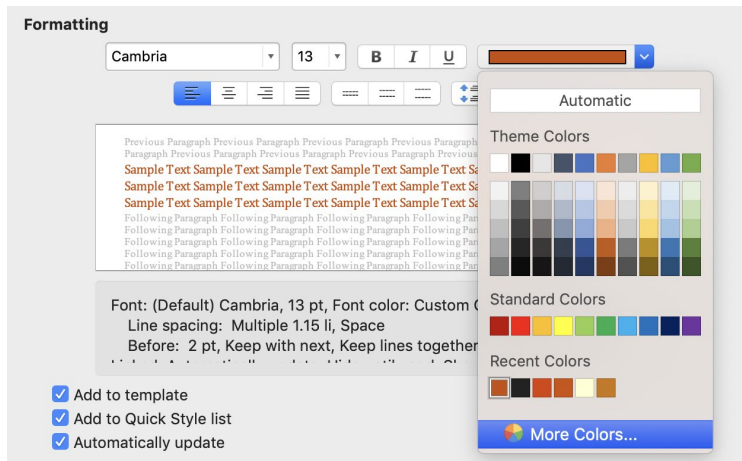 Formatting
Cambria
13
B I U
Automatic
Theme Colors
Previous Paragraph Previous Paragraph Previous Paragraph Previous Paragraph
Paragraph Previous Paragraph Previous Paragraph Previous Paragraph Previous
Sample Text Sample Text Sample Text Sample Text Sample Text Sample Text
Sample Text Sample Text Sample Text Sample Text Sample Text Sample Text
Sample Text Sample Text Sample Text Sample Text Sample Text Sample Text
Following Paragraph Following Paragraph Following Paragraph Following
Following Paragraph Following Paragraph Following Paragraph Following
Following Paragraph Following Paragraph Following Paragraph Following
Following Paragraph Following Paragraph Following Paragraph Following
Following Paragraph Following Paragraph Following Paragraph Following
Standard Colors
Font: (Default) Cambria, 13 pt, Font color: Custom
Line spacing: Multiple 1.15 li, Space
Before: 2 pt, Keep with next, Keep lines together
Recent Colors
Add to template
Add to Quick Style list
Automatically update
More Colors...